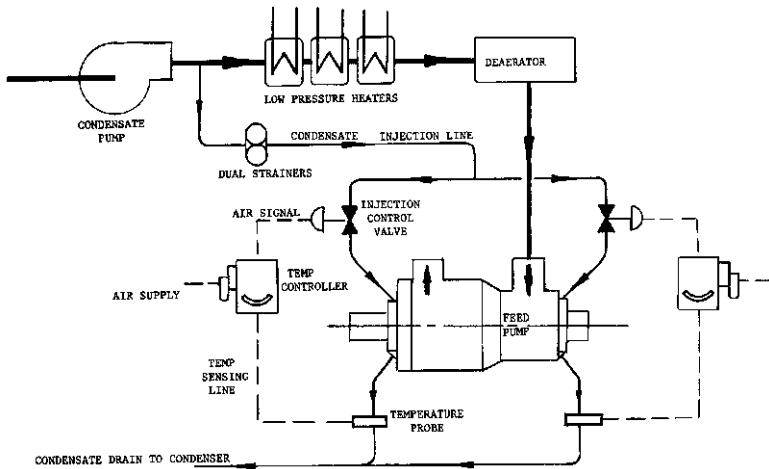 DEAERATOR
LOW PRESSURE HEATERS
CONDENSATE
PUMP
CONDENSATE INJECTION LINE
DUAL STRAINERS
AIR SIGNAL
INJECTION
CONTROL
VALVE
TEMP
CONTROLLER
AIR SUPPLY
FEED
PUMP
TEMP
SENSING
LINE
TEMPERATURE
PROBE
CONDENSATE DRAIN TO CONDENSER